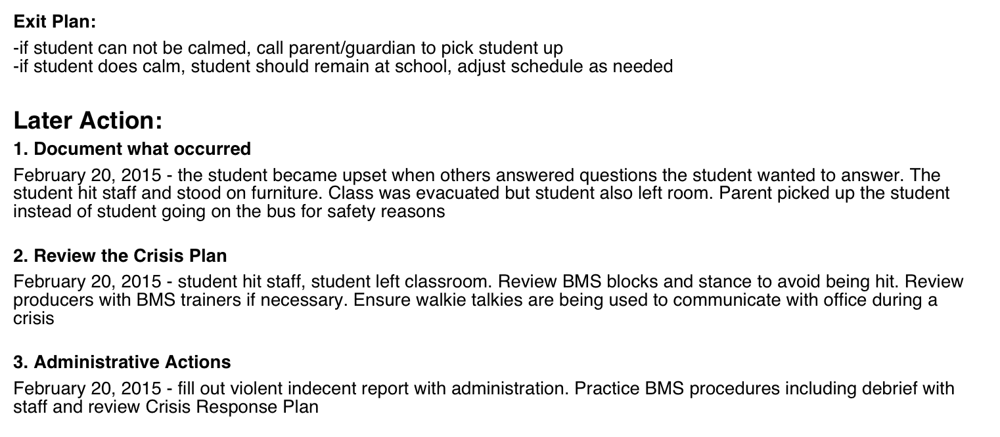 Exit Plan:
-if student can not be calmed, call parent/guardian to pick student up
-if student does calm, student should remain at school, adjust schedule as needed
Later Action:
1. Document what occurred
February 20, 2015 - the student became upset when others answered questions the student wanted to answer. The
student hit staff and stood on furniture. Class was evacuated but student also left room. Parent picked up the student
instead of student going on the bus for safety reasons
2. Review the Crisis Plan
February 20, 2015 - student hit staff, student left classroom. Review BMS blocks and stance to avoid being hit. Review
producers with BMS trainers if necessary. Ensure walkie talkies are being used to communicate with office during a
crisis
3. Administrative Actions
February 20, 2015 - fill out violent indecent report with administration. Practice BMS procedures including debrief with
staff and review Crisis Response Plan